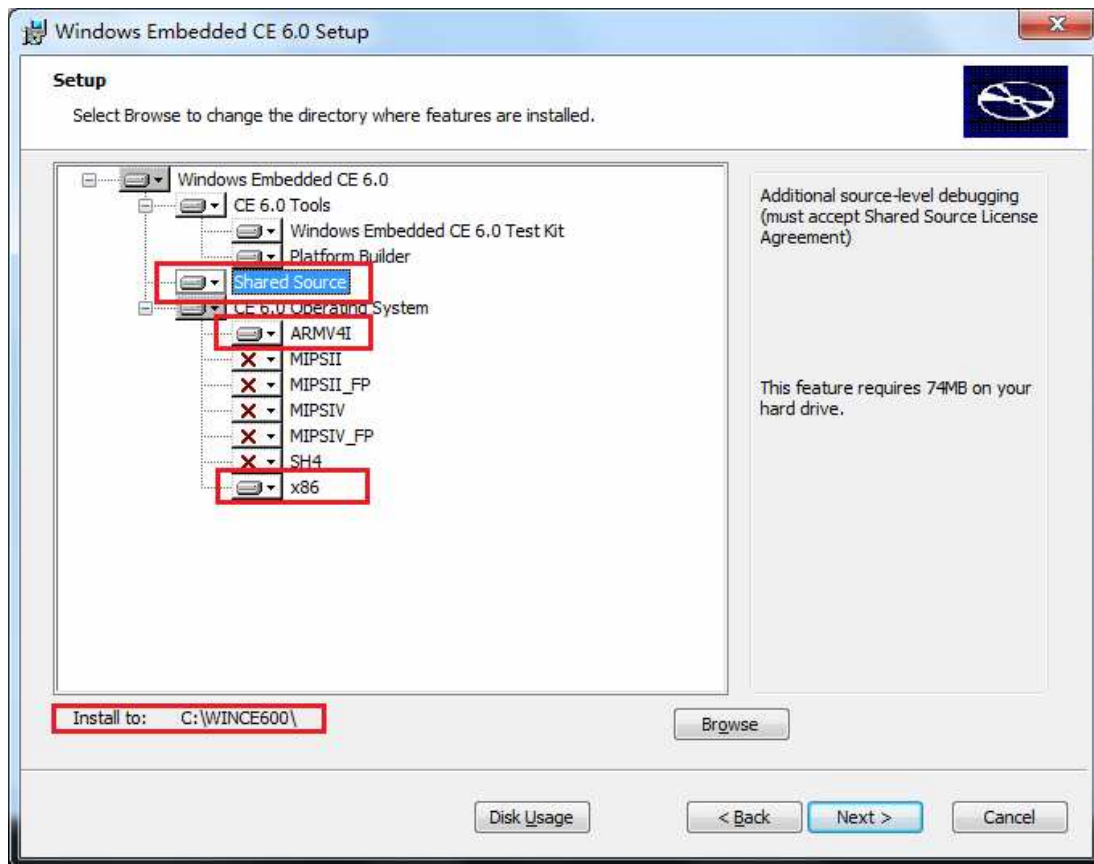 Windows Embedded CE 6.0 Setup
Setup
Select Browse to change the directory where features are installed.
Windows Embedded CE 6.0
CE 6.0 Tools
Windows Embedded CE 6.0 Test Kit
Platform Builder
Shared Source
CE 6.0 Operating System
ARMV4I
MIPSII
MIPSII_FP
MIPSIV
MIPSIV_FP
SH4
x86
Additional source-level debugging
(must accept Shared Source License
Agreement)
This feature requires 74MB on your
hard drive.
Install to: C:\WINCE600\
Browse
Disk Usage
< Back
Next >
Cancel